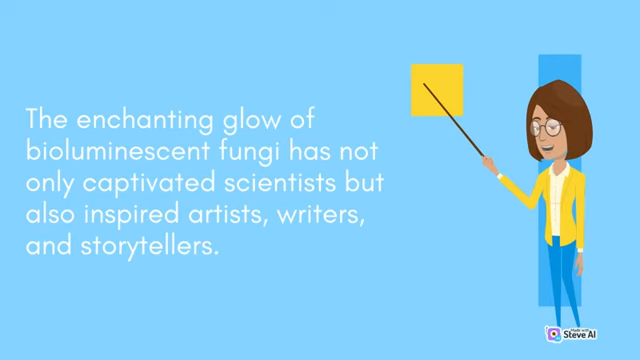 The enchanting glow of
bioluminescent fungi has not
only captivated scientists but
also inspired artists, writers,
and storytellers.
Made with
Steve AI